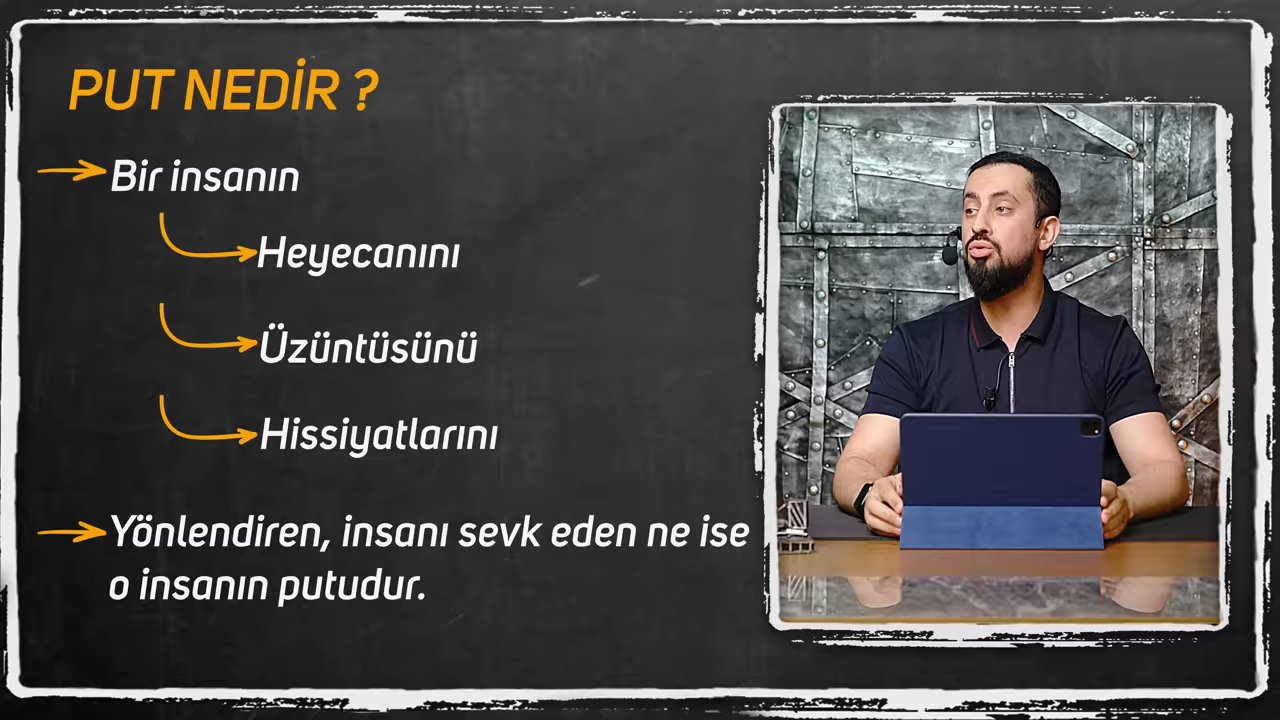 PUT NEDİR ?
Bir insanın
Heyecanını
Üzüntüsünü
Hissiyatlarını
Yönlendiren, insanı sevk eden ne ise
o insanın putudur.